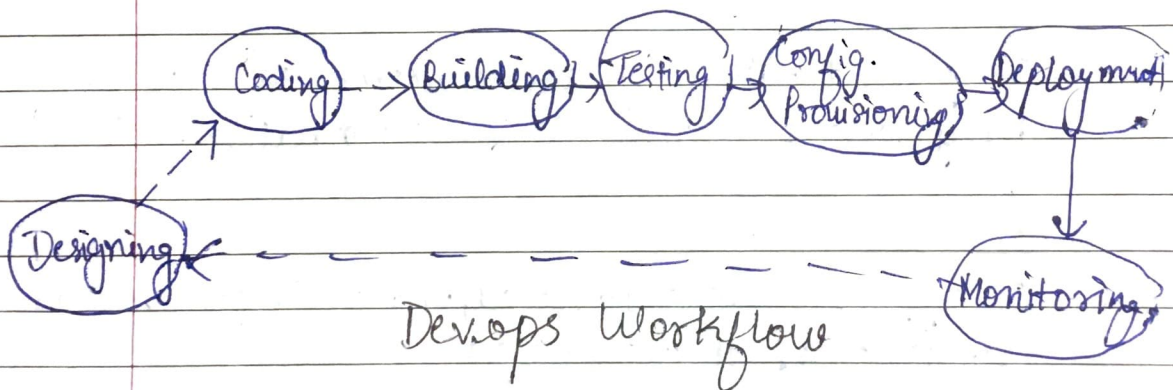 Coding
Building
Testing
Config.
Provisioning
Deployment
Designing
Monitoring
Devops Workflow